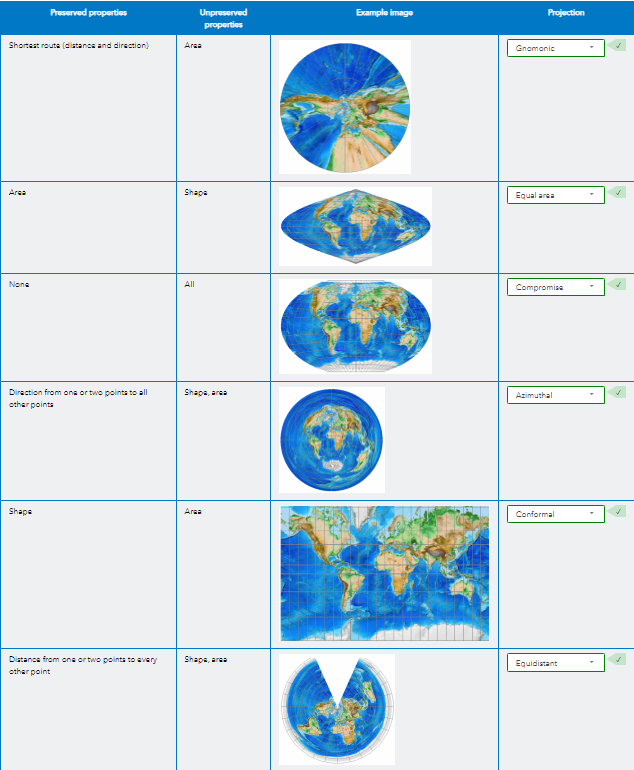 Preserved properties
Unpreserved
properties
Example image
Projection
Shortest route (distance and direction)
Area
Gnomonic
Area
Shape
Equal area
None
All
Compromise
Direction from one or two points to all
other points
Shape, area
Azimuthal
Shape
Area
Conformal
Distance from one or two points to every
other point
Shape, area
Equidistant